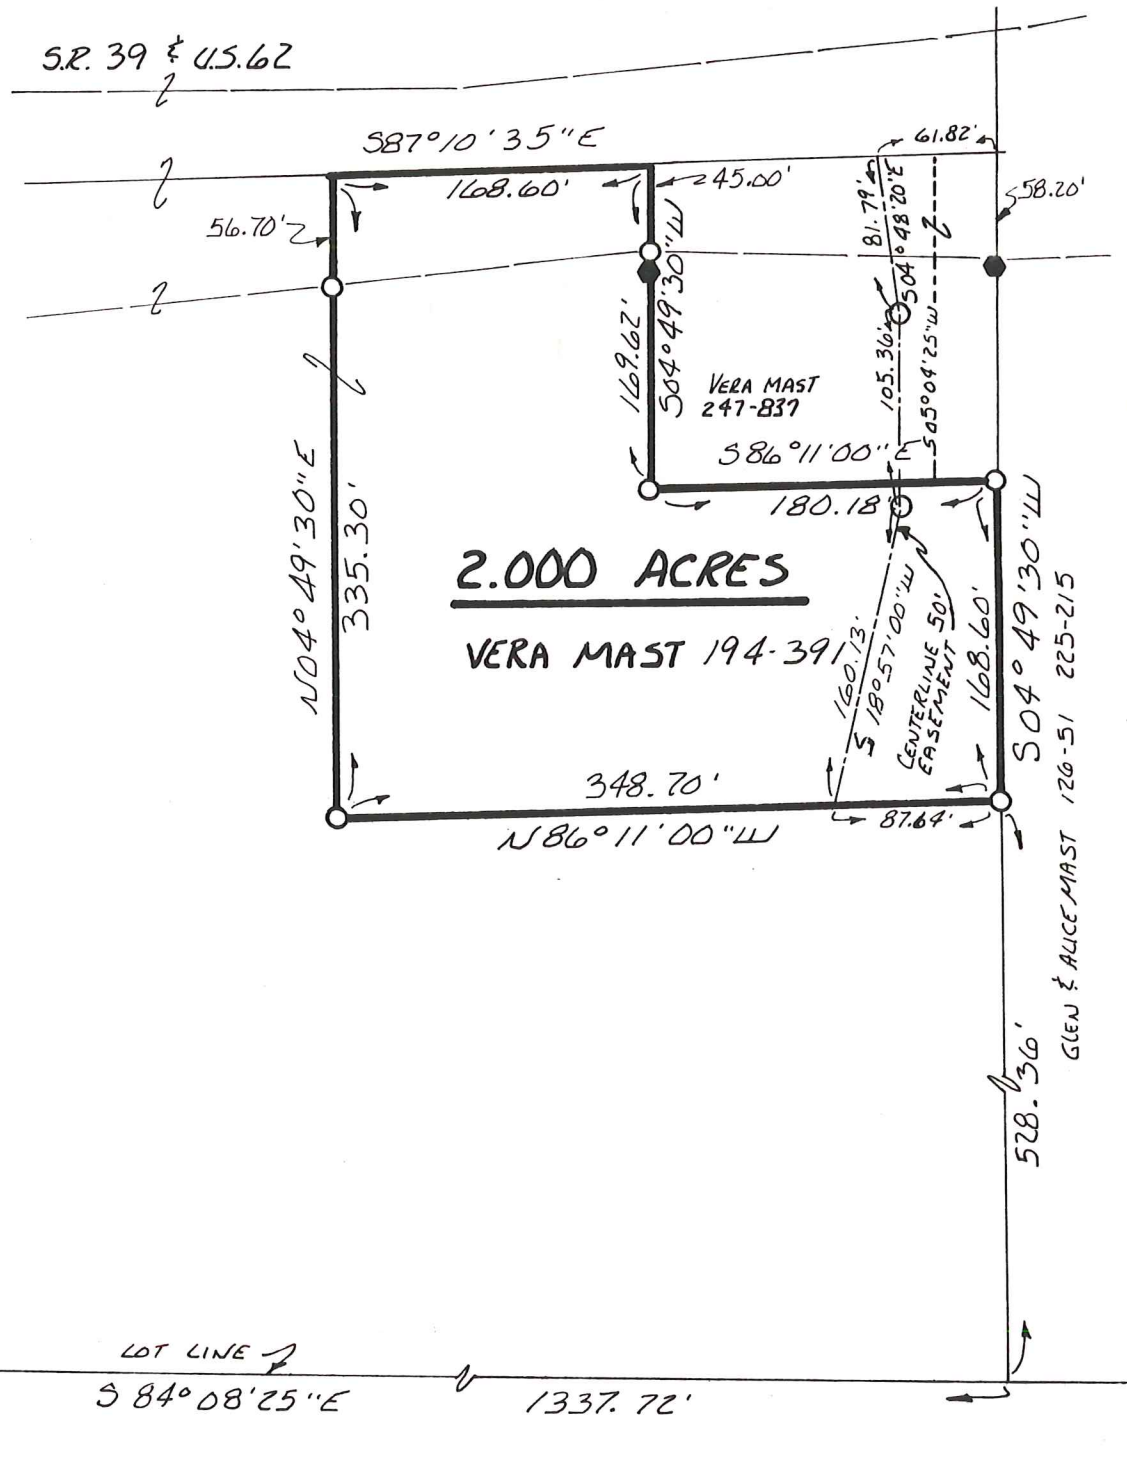 S.R. 39 & U.S. 62
S87°10'35"E
168.60'
45.00'
61.82'
58.20'
56.70'
81.79'
S04°48'20"E
169.62'
S04°49'30"W
105.36'
S05°04'25"W
VERA MAST
247-837
S86°11'00"E
180.18'
N04°49'30"E
335.30'
2.000 ACRES
VERA MAST 194-391
160.13'
S 18°57'00"W
CENTERLINE 50'
EASEMENT
168.60'
S04°49'30"W
GLEN & ALICE MAST 126-51 225-215
348.70'
87.64'
N86°11'00"W
528.36'
LOT LINE
S 84°08'25"E
1337.72'